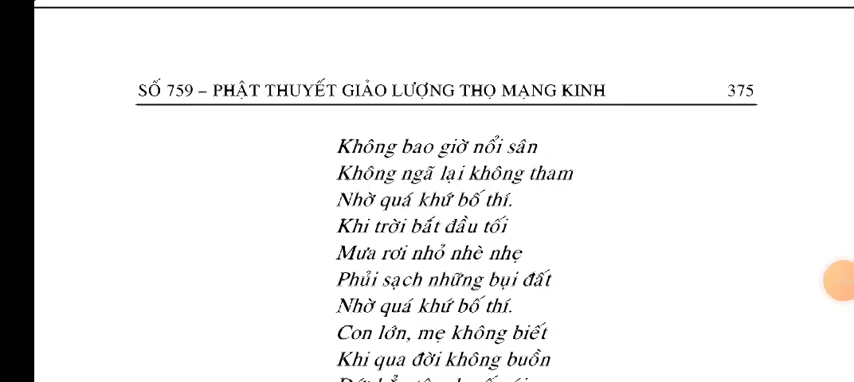 SỐ 759 – PHẬT THUYẾT GIẢO LƯỢNG THỌ MẠNG KINH 375
Không bao giờ nổi sân
Không ngã lại không tham
Nhờ quá khứ bố thí.
Khi trời bắt đầu tối
Mưa rơi nhỏ nhè nhẹ
Phủi sạch những bụi đất
Nhờ quá khứ bố thí.
Con lớn, mẹ không biết
Khi qua đời không buồn